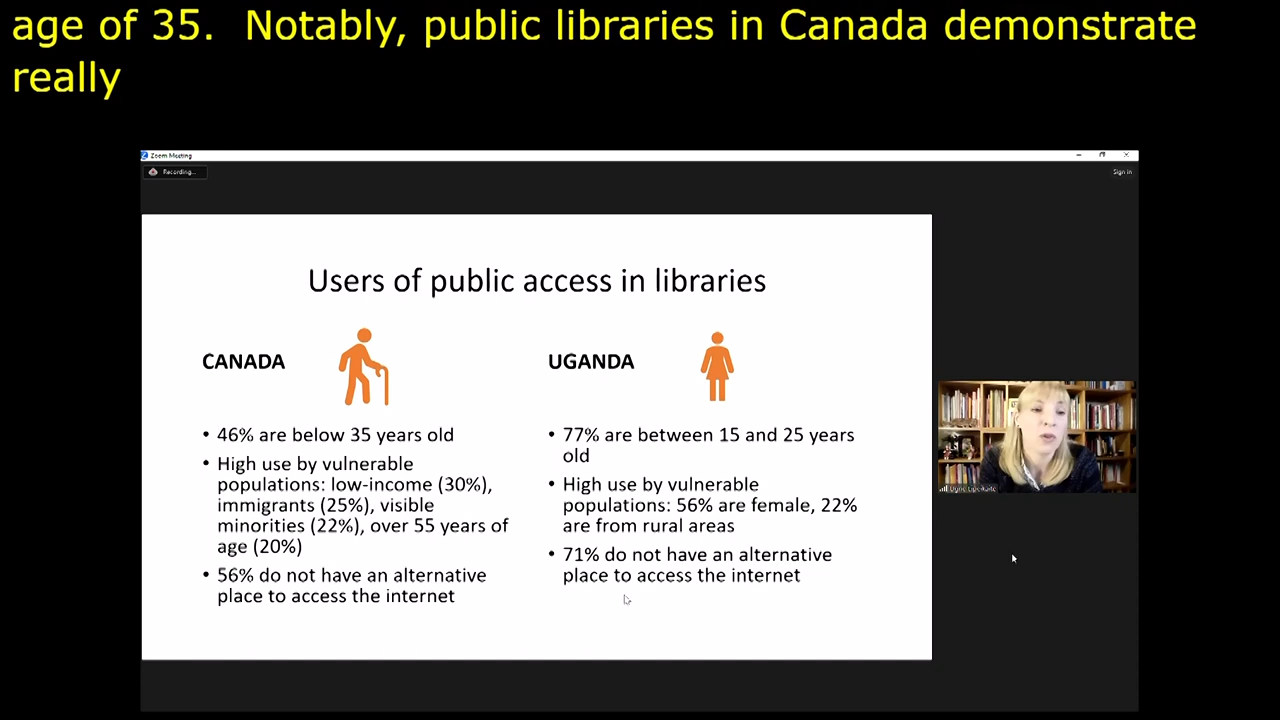 age of 35.  Notably, public libraries in Canada demonstrate
really
Zoom Meeting
Recording...
Sign in
Users of public access in libraries
CANADA
• 46% are below 35 years old
• High use by vulnerable
populations: low-income (30%),
immigrants (25%), visible
minorities (22%), over 55 years of
age (20%)
• 56% do not have an alternative
place to access the internet
UGANDA
• 77% are between 15 and 25 years
old
• High use by vulnerable
populations: 56% are female, 22%
are from rural areas
• 71% do not have an alternative
place to access the internet